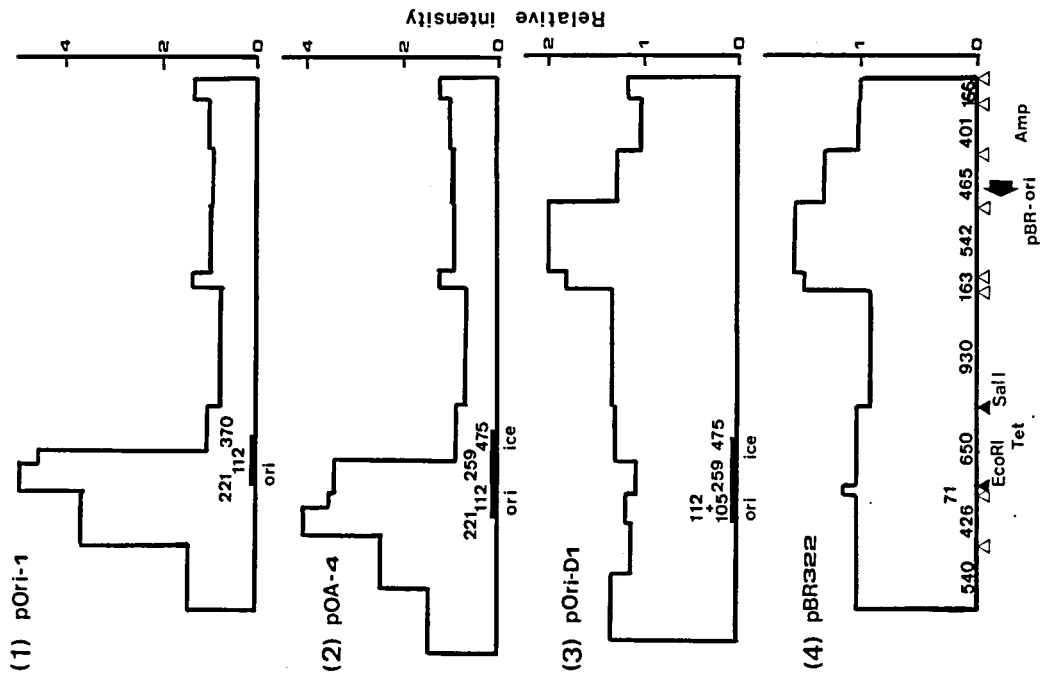 (1) pOri-1
221
112
370
ori
4
2
0
(2) pOA-4
221
112
259
475
ori
ice
4
2
0
Relative intensity
(3) pOri-D1
112
+
105
259
475
ori
ice
2
1
0
(4) pBR322
1
0
540
426
71
650
930
163
542
465
401
166
EcoRI
SalI
Tet
pBR-ori
Amp